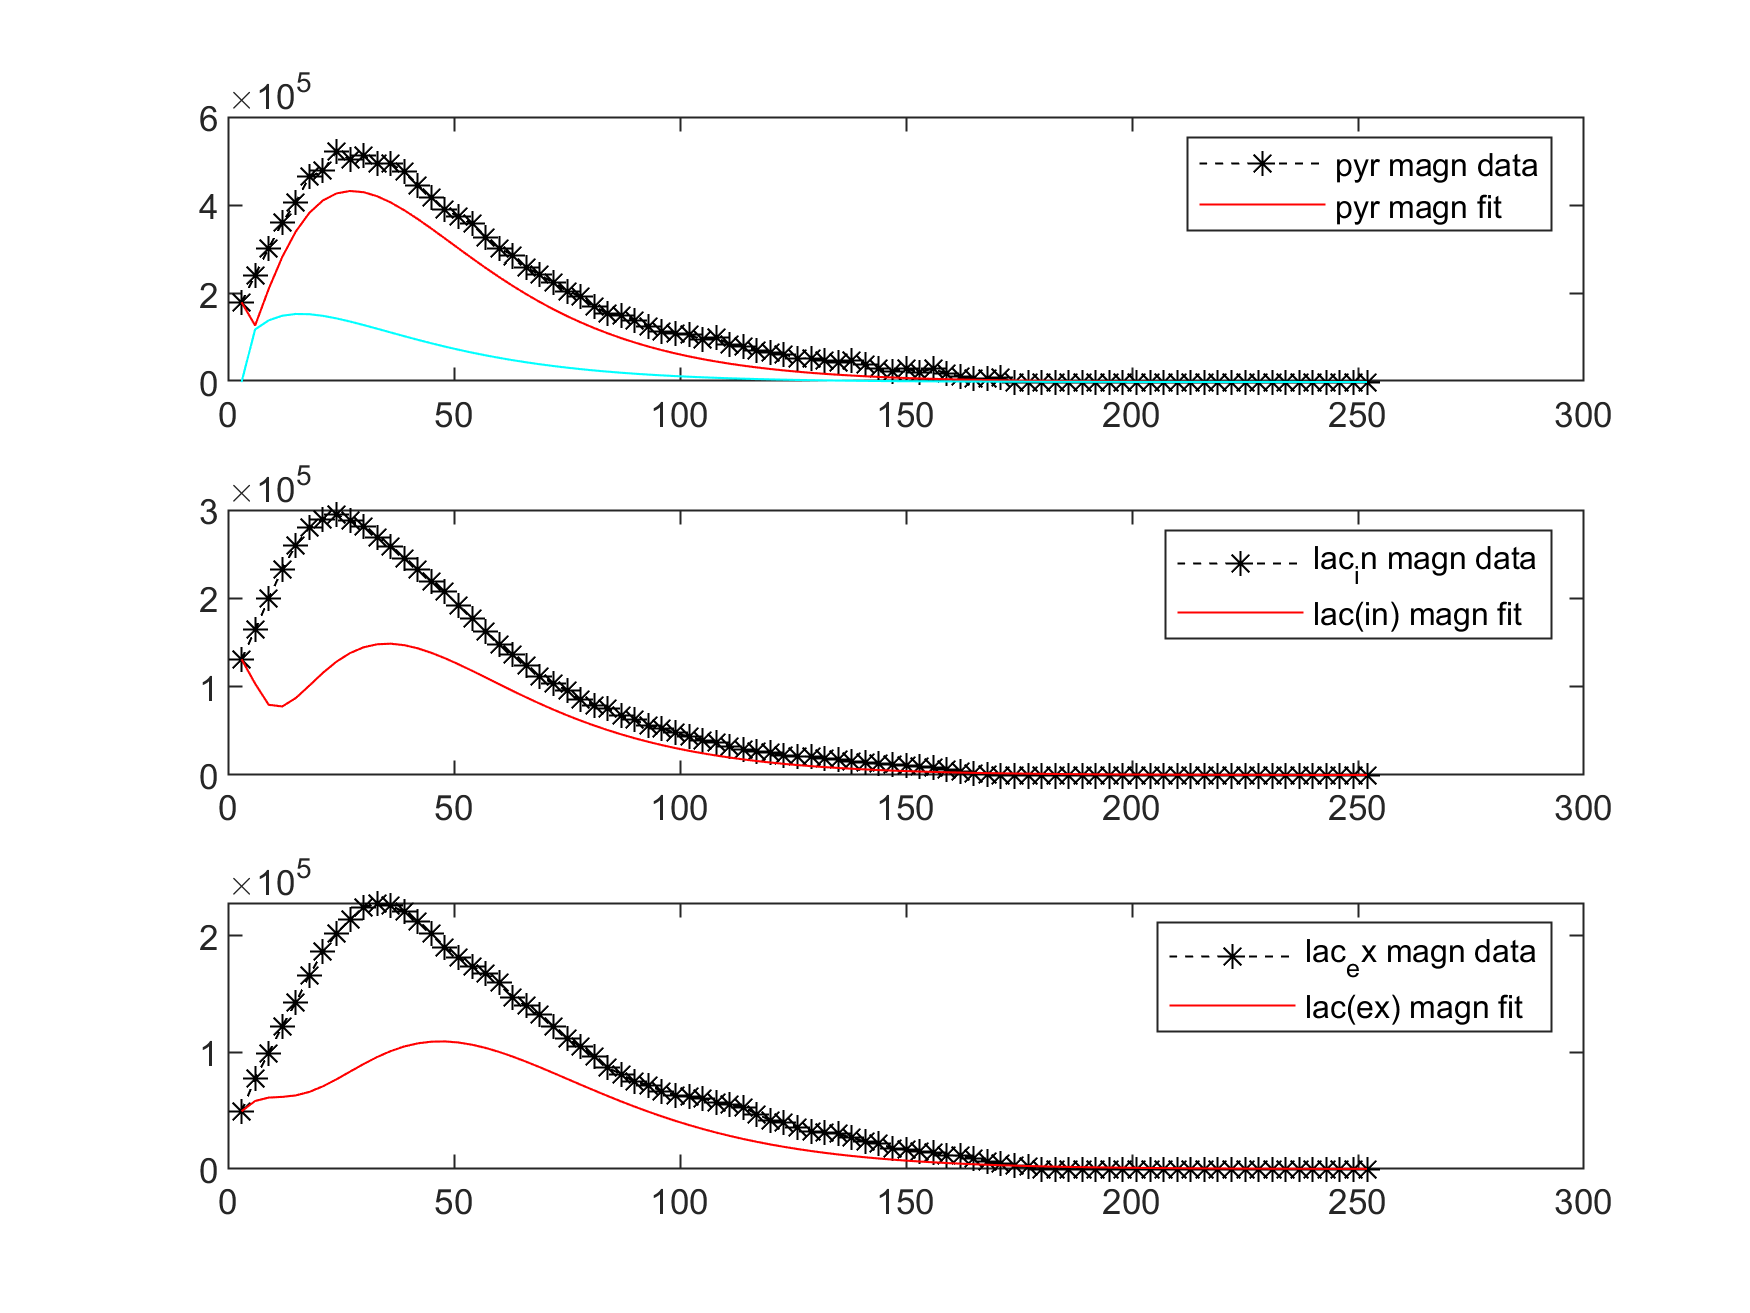 ×10^5
6
4
2
0
0 50 100 150 200 250 300
pyr magn data
pyr magn fit
×10^5
3
2
1
0
0 50 100 150 200 250 300
lac_in magn data
lac(in) magn fit
×10^5
2
1
0
0 50 100 150 200 250 300
lac_ex magn data
lac(ex) magn fit